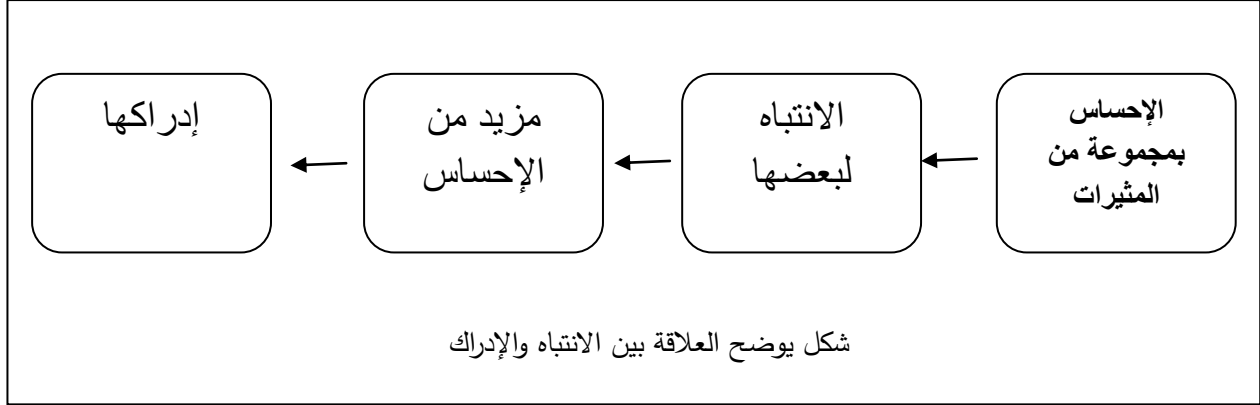 الإحساس
بمجموعة من
المثيرات
الانتباه
لبعضها
مزيد من
الإحساس
إدراكها
شكل يوضح العلاقة بين الانتباه والإدراك